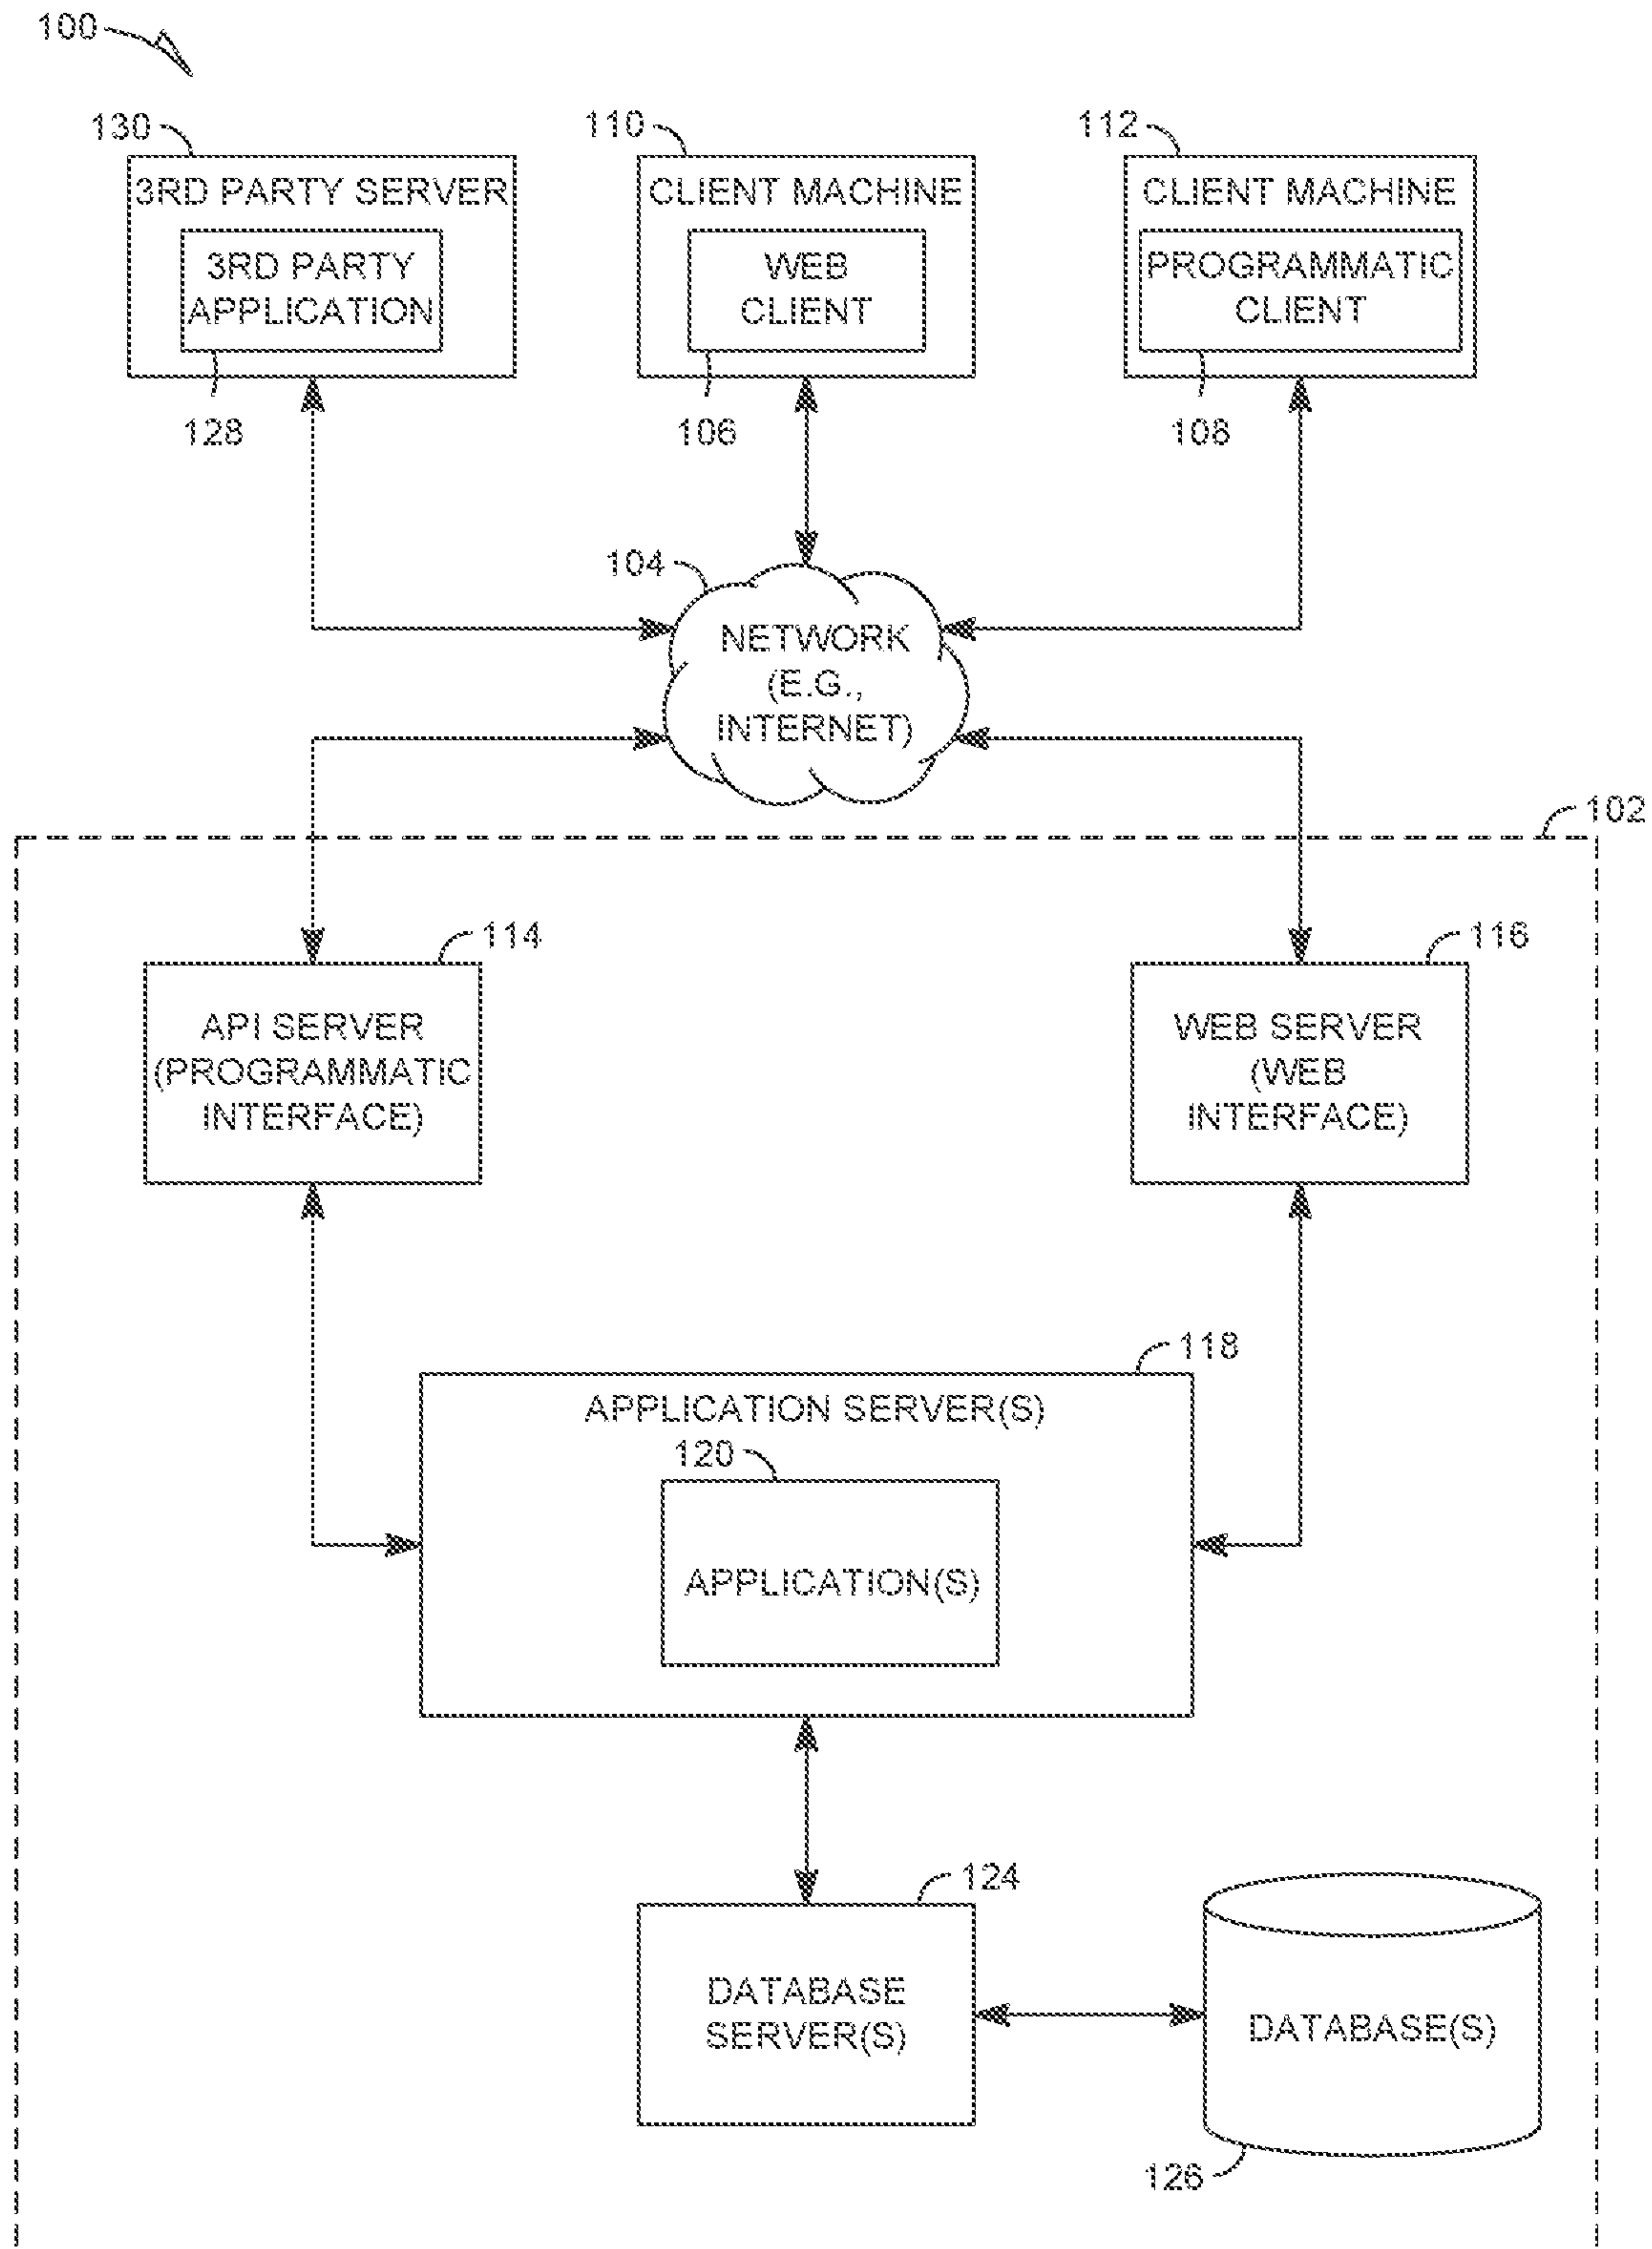 100
130
110
112
3RD PARTY SERVER
CLIENT MACHINE
CLIENT MACHINE
3RD PARTY
APPLICATION
WEB
CLIENT
PROGRAMMATIC
CLIENT
128
106
108
104
NETWORK
(E.G.,
INTERNET)
102
114
116
API SERVER
(PROGRAMMATIC
INTERFACE)
WEB SERVER
(WEB
INTERFACE)
118
APPLICATION SERVER(S)
120
APPLICATION(S)
124
DATABASE
SERVER(S)
DATABASE(S)
126